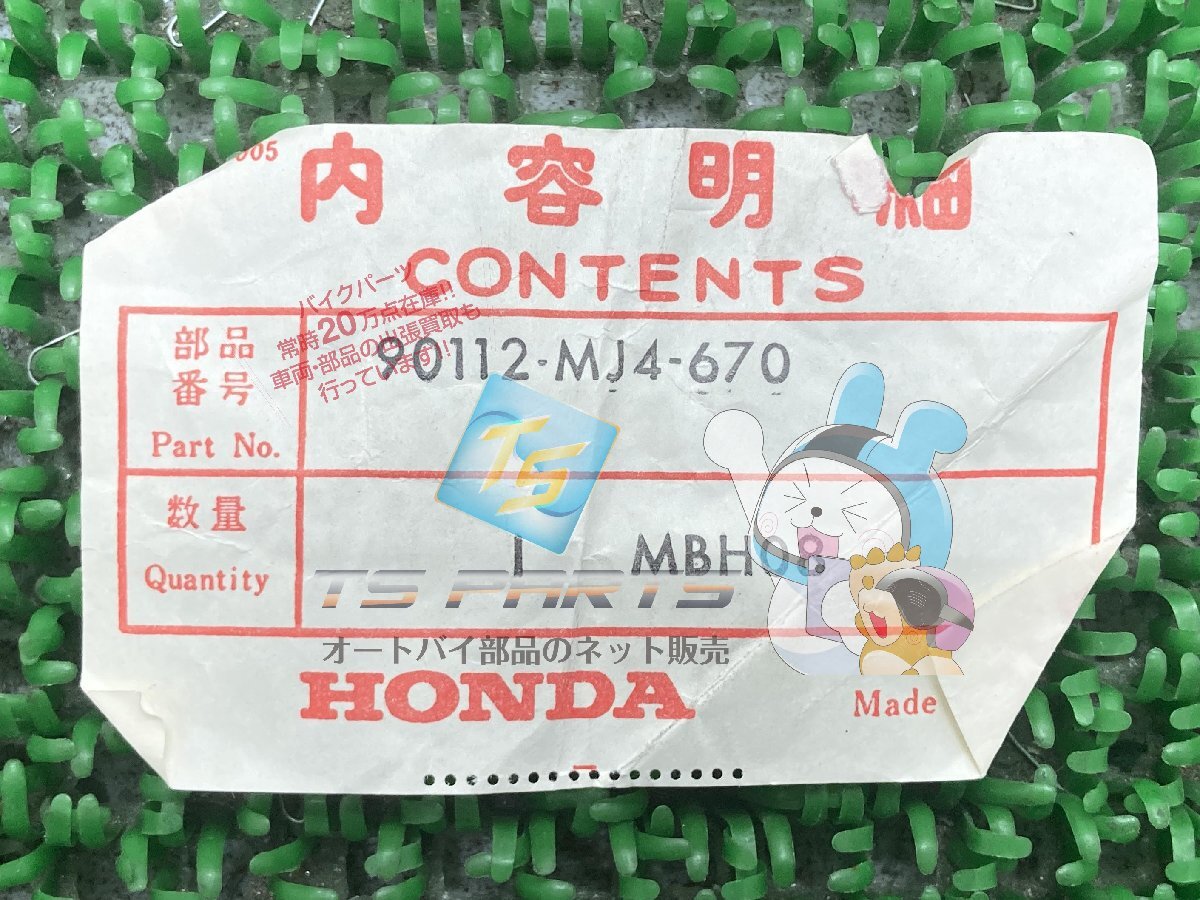 005
内容明細
CONTENTS
バイクパーツ
常時20万点在庫!!
車両・部品の出張買取も
行っています!!
部品
番号
Part No.
90112-MJ4-670
TS
数量
Quantity
1 MBH08
TS PARTS
オートバイ部品のネット販売
HONDA
Made